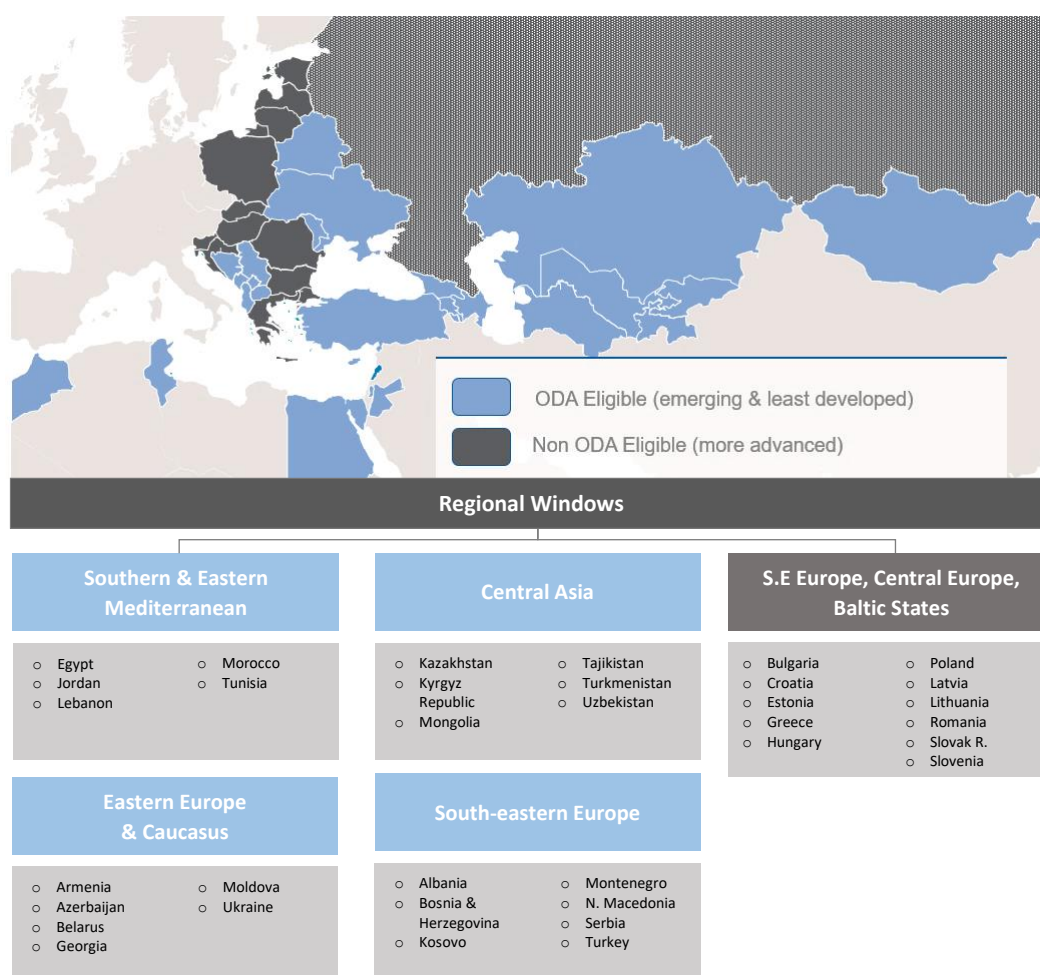 ODA Eligible (emerging & least developed)
Non ODA Eligible (more advanced)
Regional Windows
Southern & Eastern
Mediterranean
o Egypt
o Jordan
o Lebanon
o Morocco
o Tunisia
Central Asia
o Kazakhstan
o Kyrgyz
Republic
o Mongolia
o Tajikistan
o Turkmenistan
o Uzbekistan
S.E Europe, Central Europe,
Baltic States
o Bulgaria
o Croatia
o Estonia
o Greece
o Hungary
o Poland
o Latvia
o Lithuania
o Romania
o Slovak R.
o Slovenia
Eastern Europe
& Caucasus
o Armenia
o Azerbaijan
o Belarus
o Georgia
o Moldova
o Ukraine
South-eastern Europe
o Albania
o Bosnia &
Herzegovina
o Kosovo
o Montenegro
o N. Macedonia
o Serbia
o Turkey